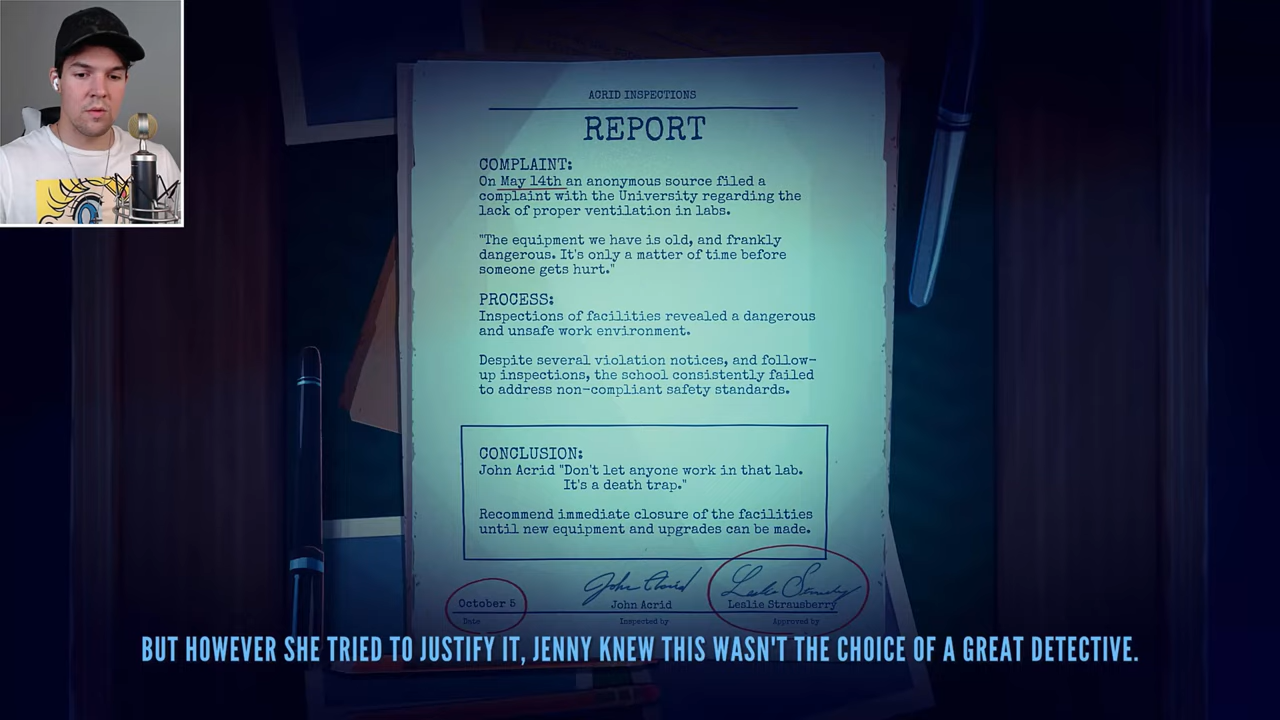 ACRID INSPECTIONS
REPORT
COMPLAINT:
On May 14th an anonymous source filed a
complaint with the University regarding the
lack of proper ventilation in labs.
"The equipment we have is old, and frankly
dangerous. It's only a matter of time before
someone gets hurt."
PROCESS:
Inspections of facilities revealed a dangerous
and unsafe work environment.
Despite several violation notices, and follow-
up inspections, the school consistently failed
to address non-compliant safety standards.
CONCLUSION:
John Acrid "Don't let anyone work in that lab.
It's a death trap."
Recommend immediate closure of the facilities
until new equipment and upgrades can be made.
John Acrid
October 5 John Acrid Leslie Strausberry
Date Inspected by Approved by
BUT HOWEVER SHE TRIED TO JUSTIFY IT, JENNY KNEW THIS WASN'T THE CHOICE OF A GREAT DETECTIVE.